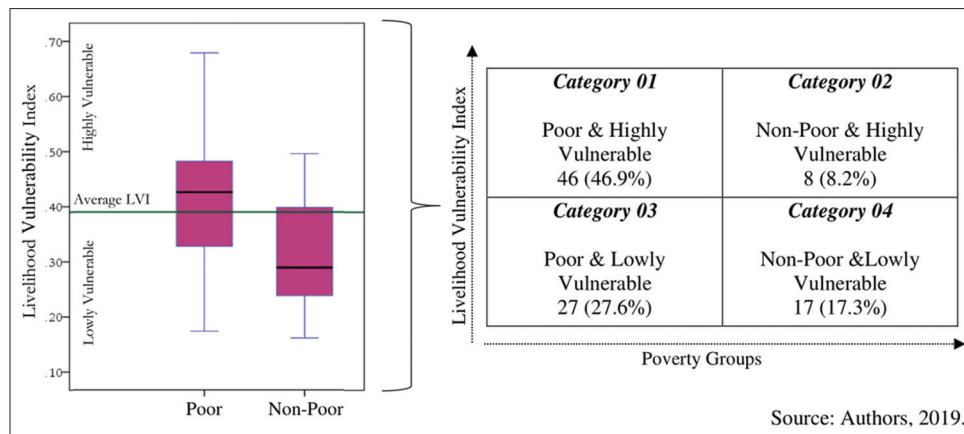 Livelihood Vulnerability Index
.70
.60
.50
.40
.30
.20
.10
Highly Vulnerable
Average LVI
Lowly Vulnerable
Poor
Non-Poor
Livelihood Vulnerability Index
Category 01
Poor & Highly
Vulnerable
46 (46.9%)
Category 02
Non-Poor & Highly
Vulnerable
8 (8.2%)
Category 03
Poor & Lowly
Vulnerable
27 (27.6%)
Category 04
Non-Poor &Lowly
Vulnerable
17 (17.3%)
Poverty Groups
Source: Authors, 2019.